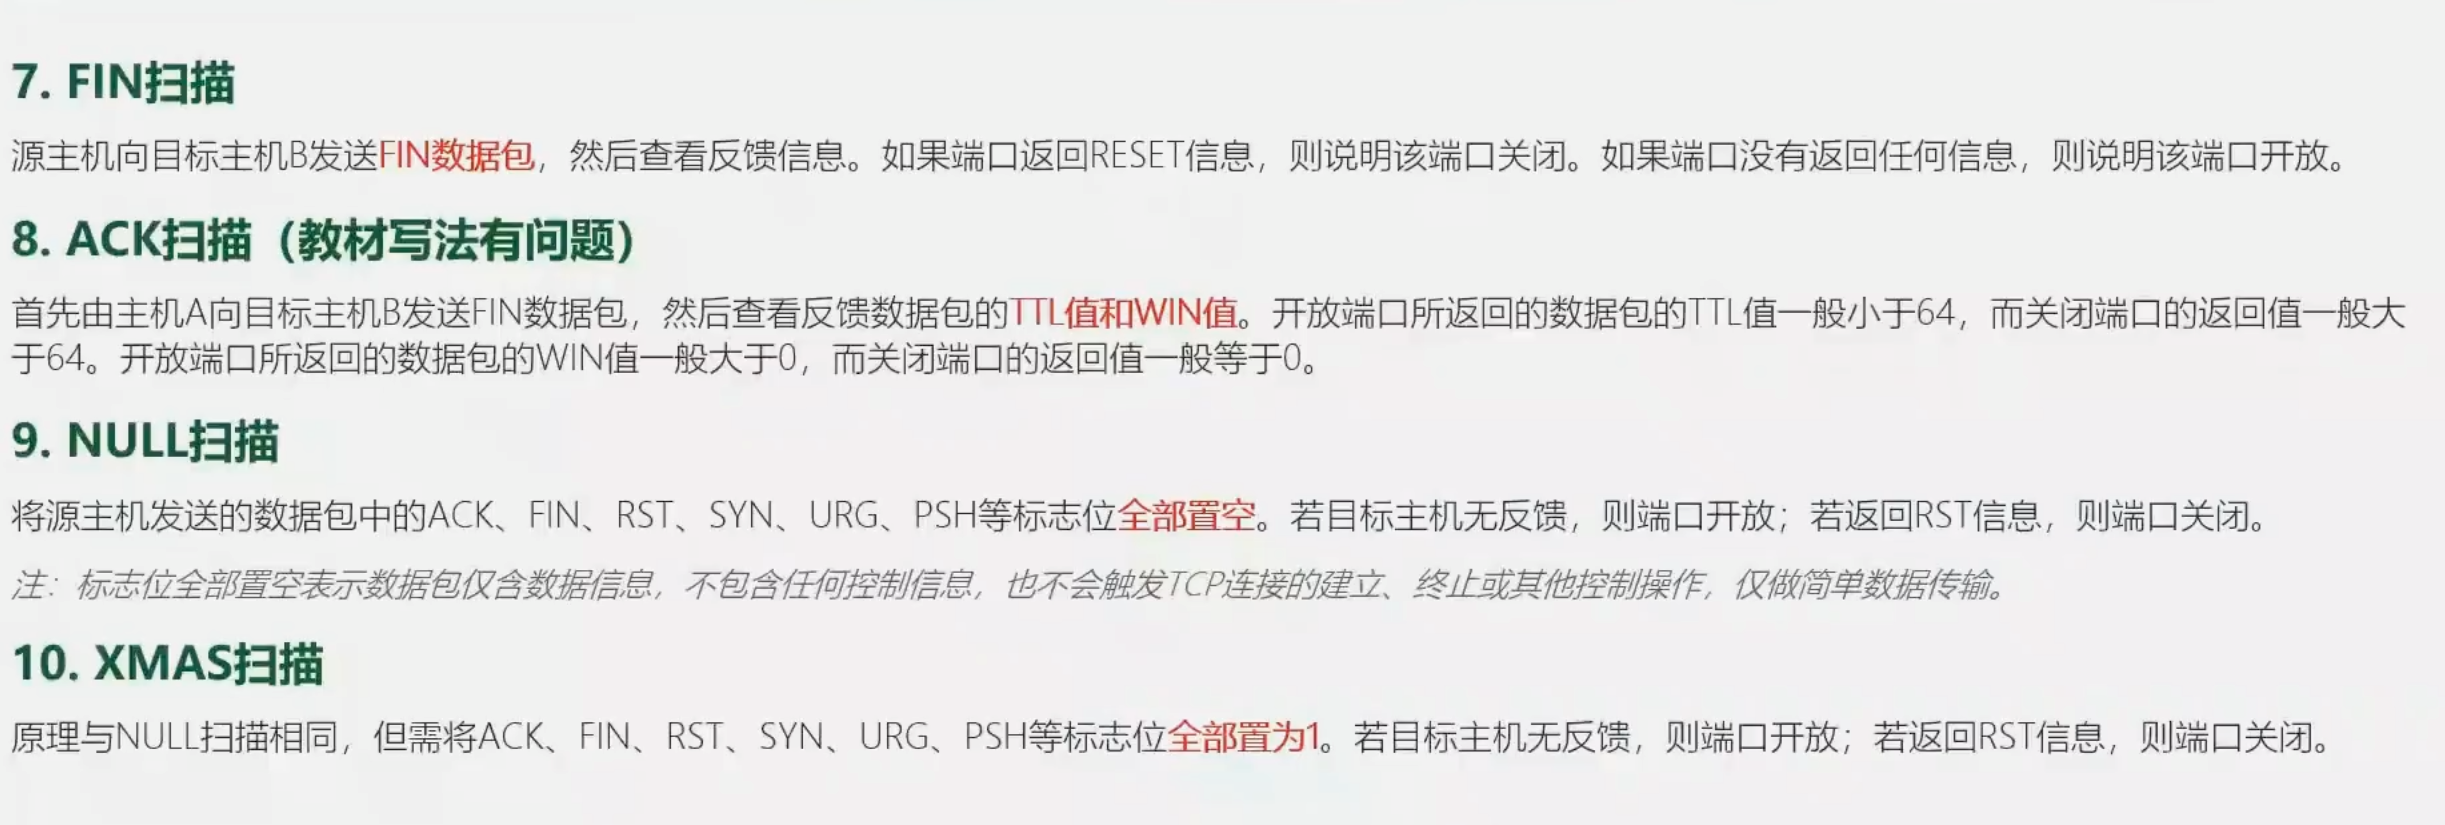 7. FIN扫描
源主机向目标主机B发送FIN数据包，然后查看反馈信息。如果端口返回RESET信息，则说明该端口关闭。如果端口没有返回任何信息，则说明该端口开放。
8. ACK扫描（教材写法有问题）
首先由主机A向目标主机B发送FIN数据包，然后查看反馈数据包的TTL值和WIN值。开放端口所返回的数据包的TTL值一般小于64，而关闭端口的返回值一般大
于64。开放端口所返回的数据包的WIN值一般大于0，而关闭端口的返回值一般等于0。
9. NULL扫描
将源主机发送的数据包中的ACK、FIN、RST、SYN、URG、PSH等标志位全部置空。若目标主机无反馈，则端口开放；若返回RST信息，则端口关闭。
注：标志位全部置空表示数据包仅含数据信息，不包含任何控制信息，也不会触发TCP连接的建立、终止或其他控制操作，仅做简单数据传输。
10. XMAS扫描
原理与NULL扫描相同，但需将ACK、FIN、RST、SYN、URG、PSH等标志位全部置为1。若目标主机无反馈，则端口开放；若返回RST信息，则端口关闭。